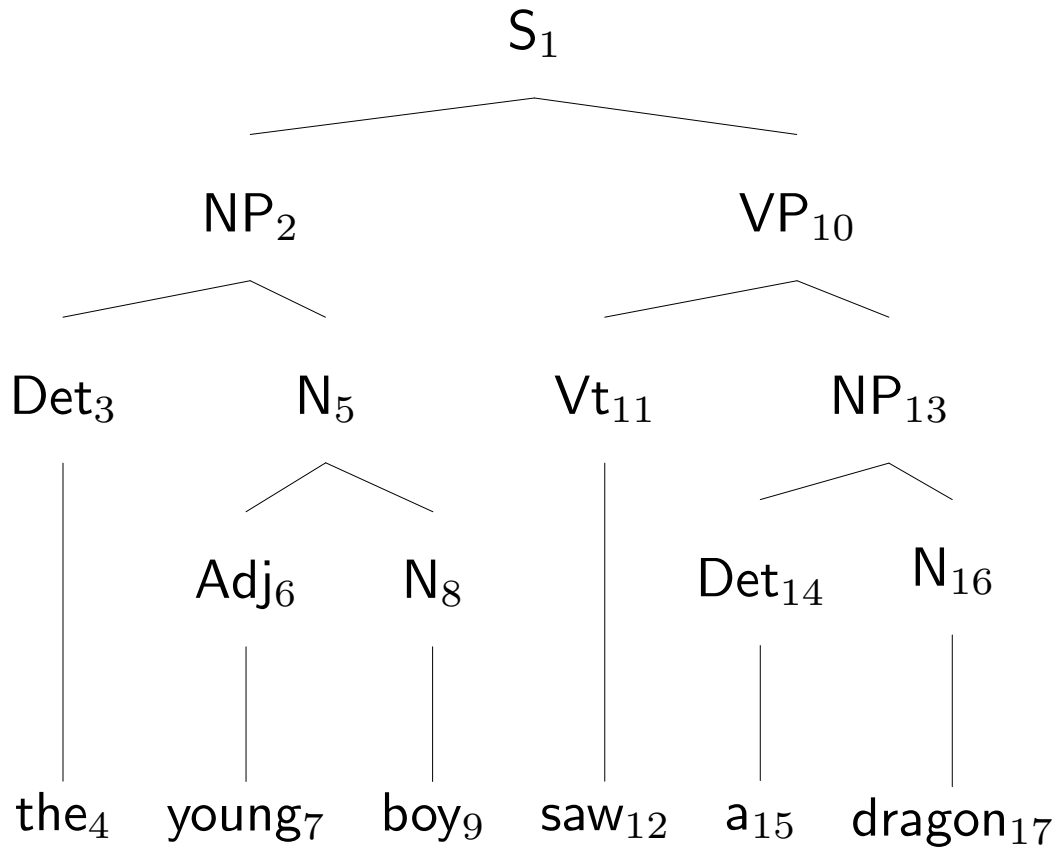 S₁
NP₂ VP₁₀
Det₃ N₅ Vt₁₁ NP₁₃
Adj₆ N₈ Det₁₄ N₁₆
the₄ young₇ boy₉ saw₁₂ a₁₅ dragon₁₇